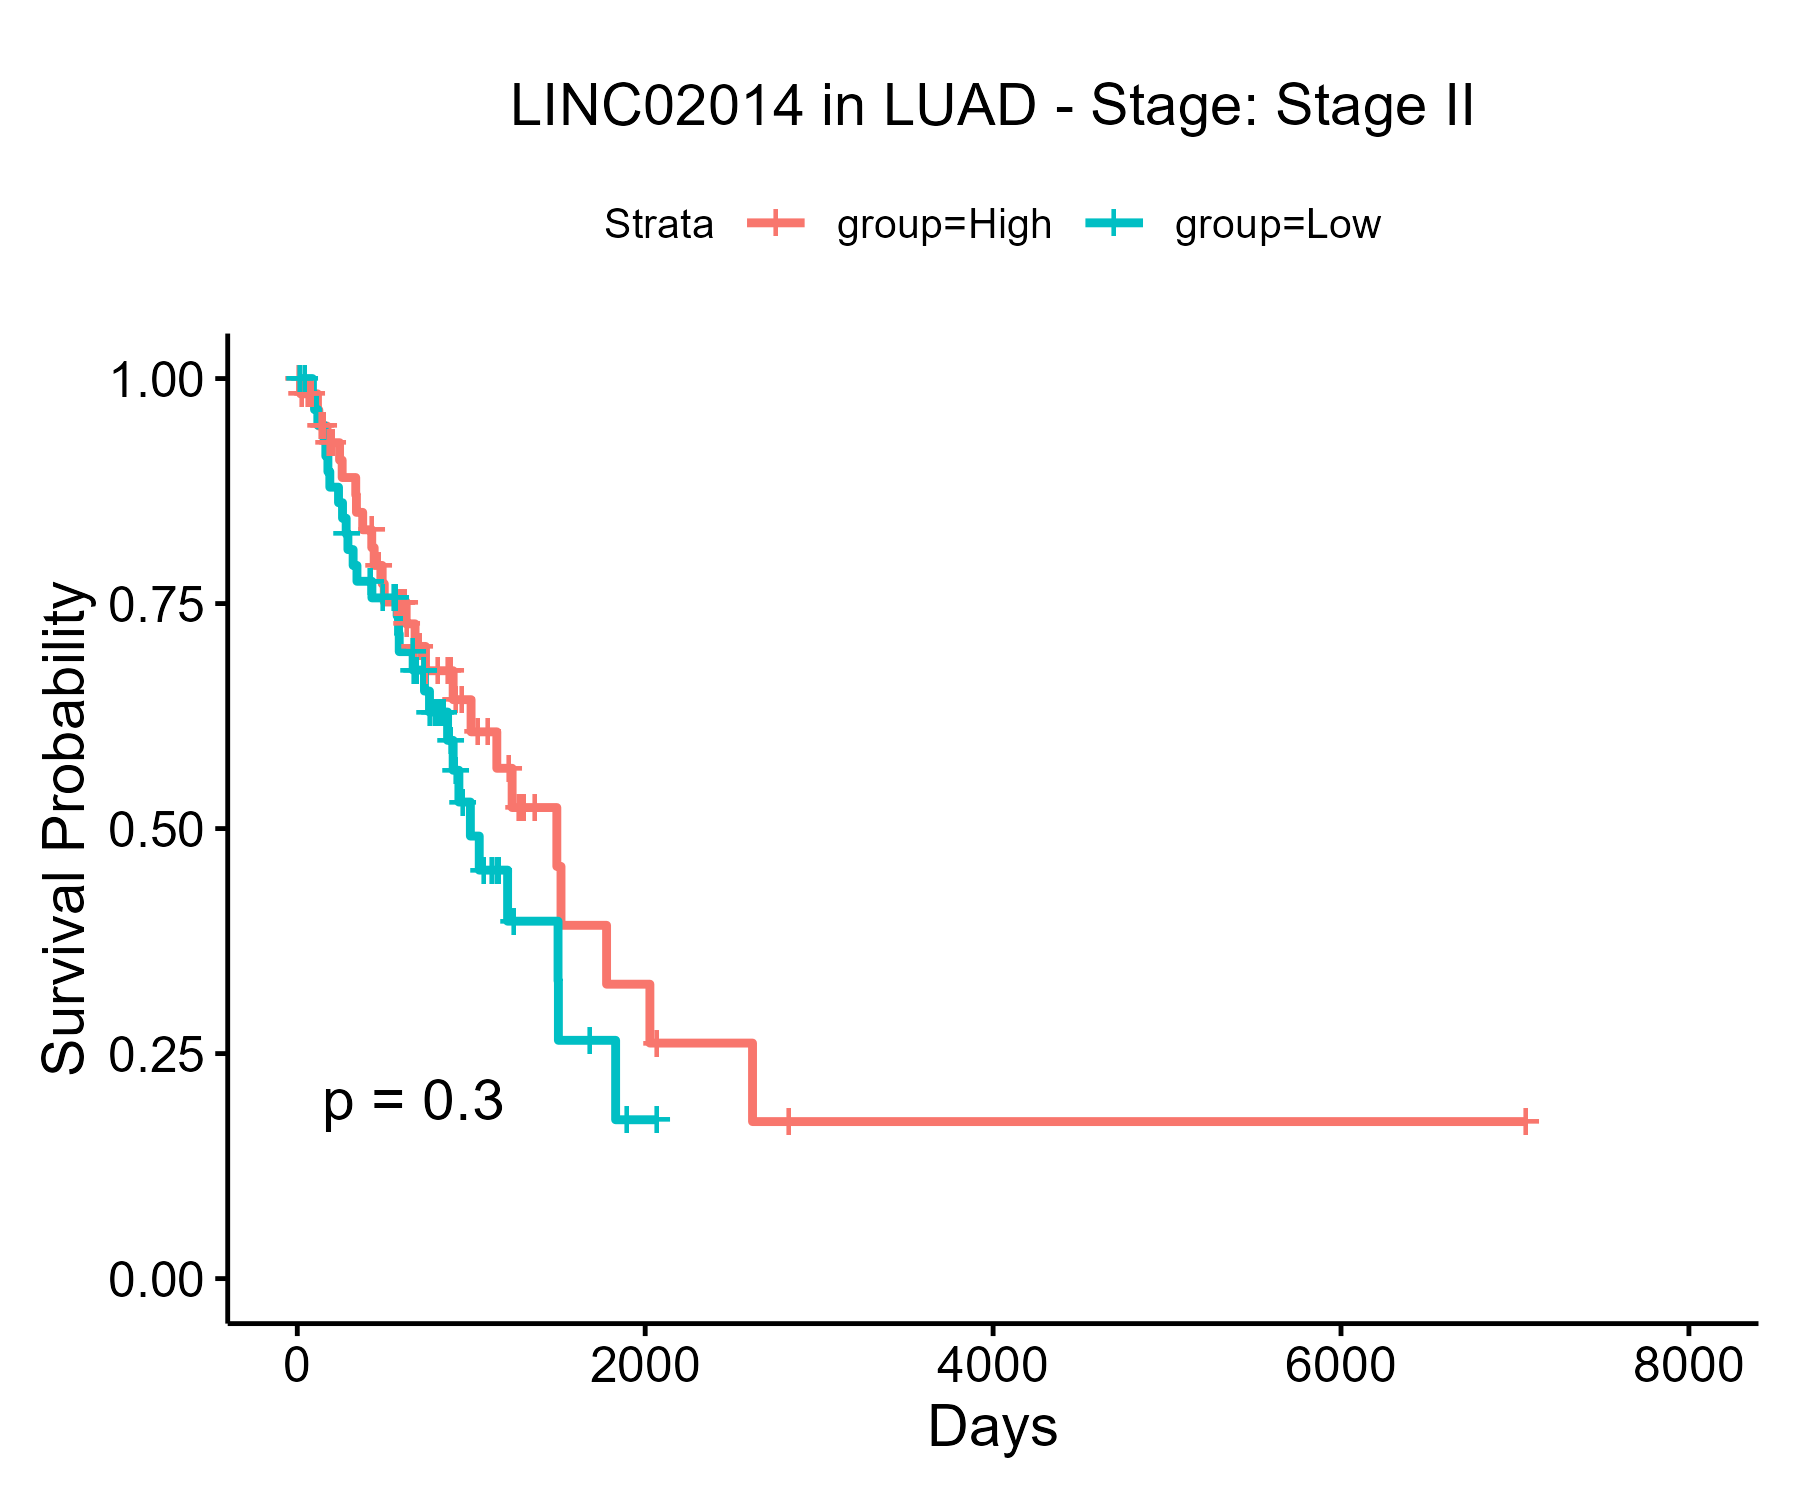 LINC02014 in LUAD - Stage: Stage II
Strata group=High group=Low
Survival Probability
1.00
0.75
0.50
0.25
0.00
p = 0.3
0 2000 4000 6000 8000
Days